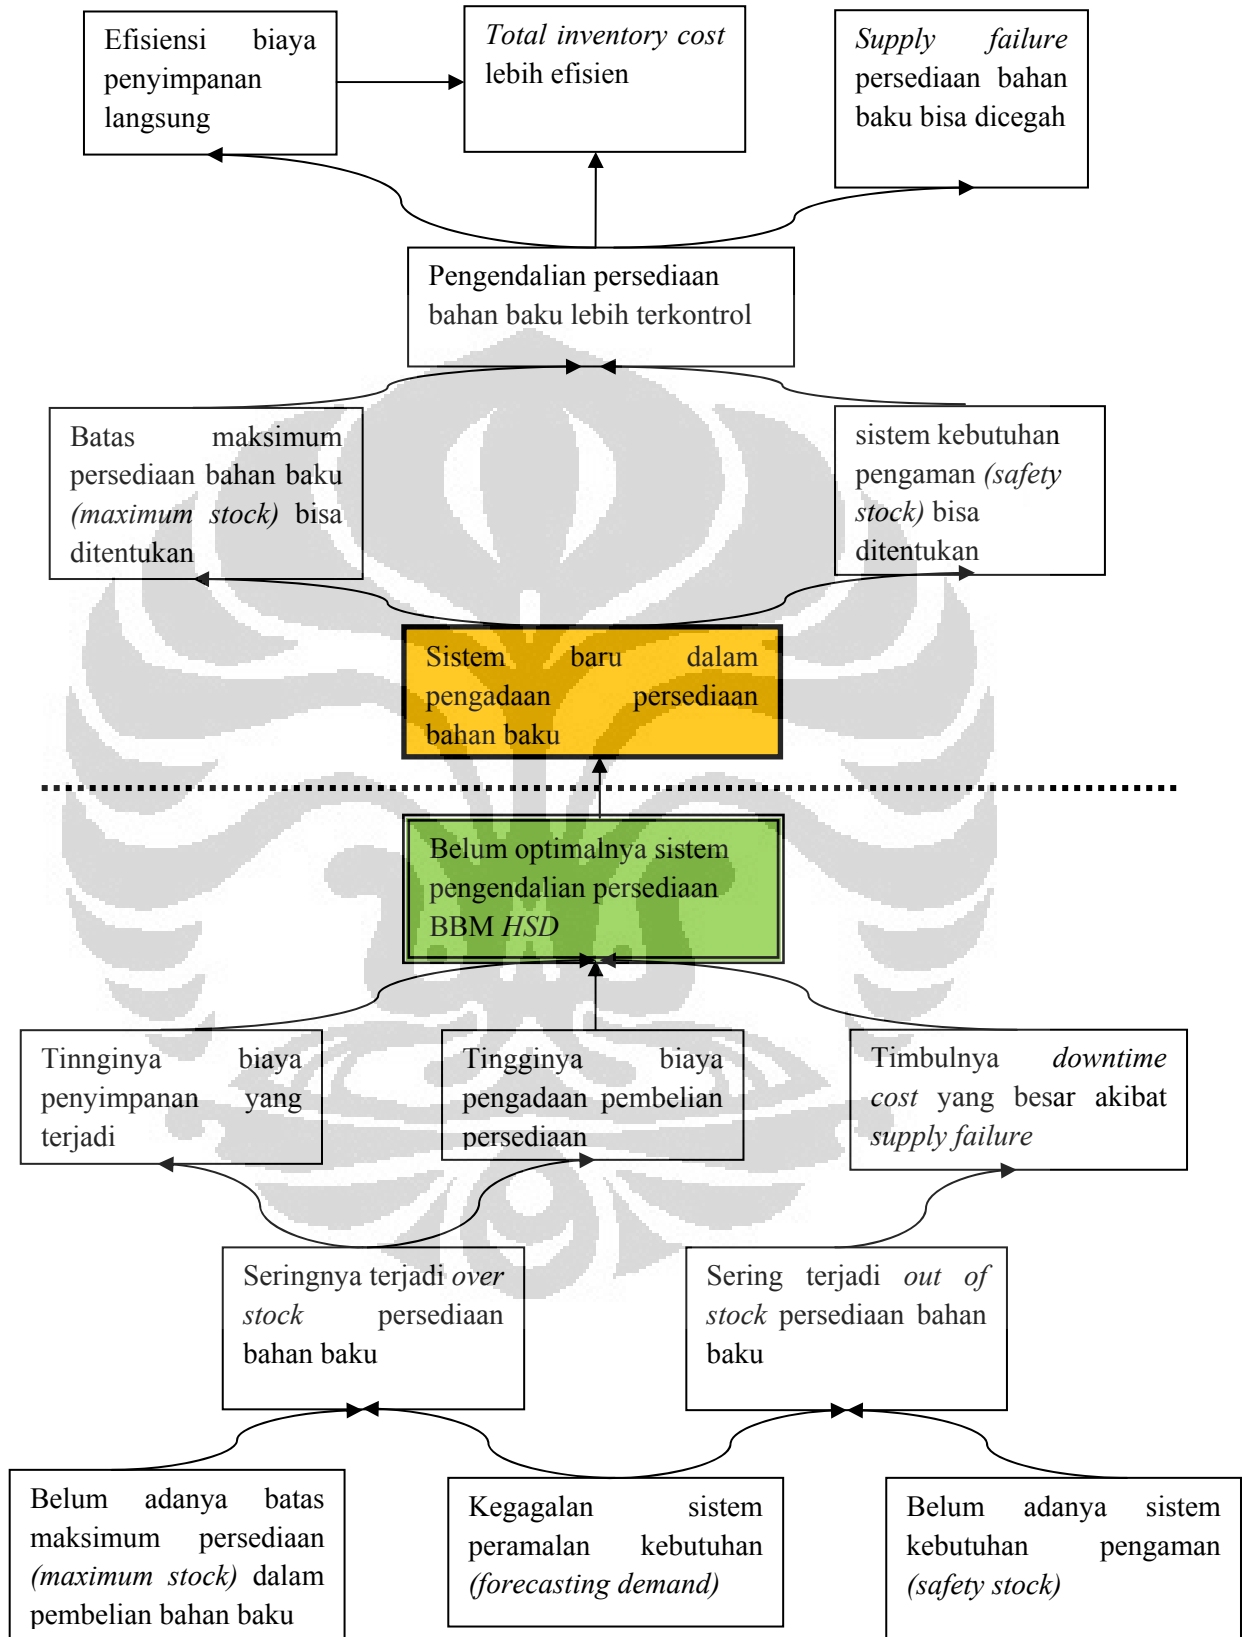 Efisiensi biaya
penyimpanan
langsung
Total inventory cost
lebih efisien
Supply failure
persediaan bahan
baku bisa dicegah
Pengendalian persediaan
bahan baku lebih terkontrol
Batas maksimum
persediaan bahan baku
(maximum stock) bisa
ditentukan
sistem kebutuhan
pengaman (safety
stock) bisa
ditentukan
Sistem baru dalam
pengadaan persediaan
bahan baku
Belum optimalnya sistem
pengendalian persediaan
BBM HSD
Tinnginya biaya
penyimpanan yang
terjadi
Tingginya biaya
pengadaan pembelian
persediaan
Timbulnya downtime
cost yang besar akibat
supply failure
Seringnya terjadi over
stock persediaan
bahan baku
Sering terjadi out of
stock persediaan bahan
baku
Belum adanya batas
maksimum persediaan
(maximum stock) dalam
pembelian bahan baku
Kegagalan sistem
peramalan kebutuhan
(forecasting demand)
Belum adanya sistem
kebutuhan pengaman
(safety stock)